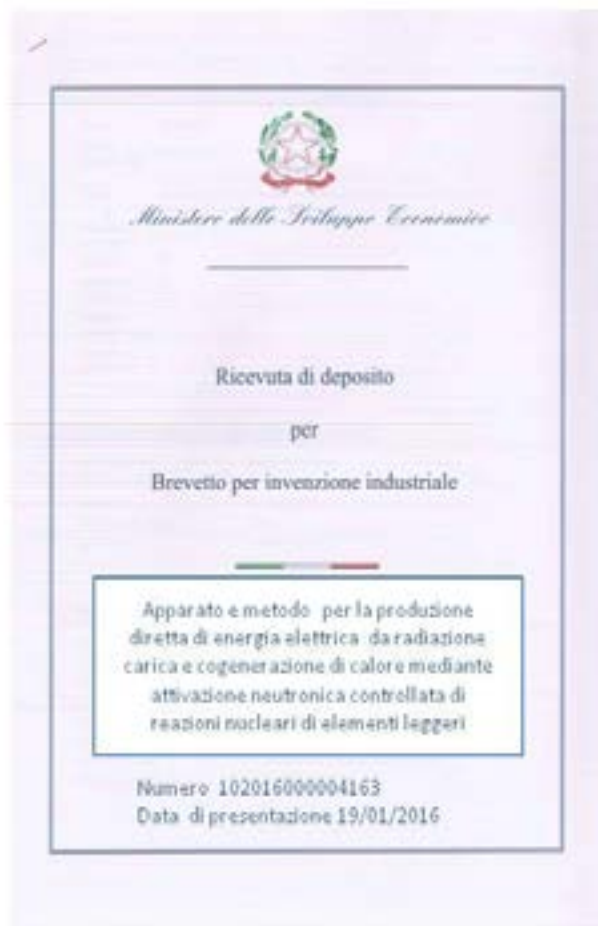 Ministero dello Sviluppo Economico
Ricevuta di deposito
per
Brevetto per invenzione industriale
Apparato e metodo per la produzione
diretta di energia elettrica da radiazione
carica e cogenerazione di calore mediante
attivazione neutronica controllata di
reazioni nucleari di elementi leggeri
Numero 102016000004163
Data di presentazione 19/01/2016